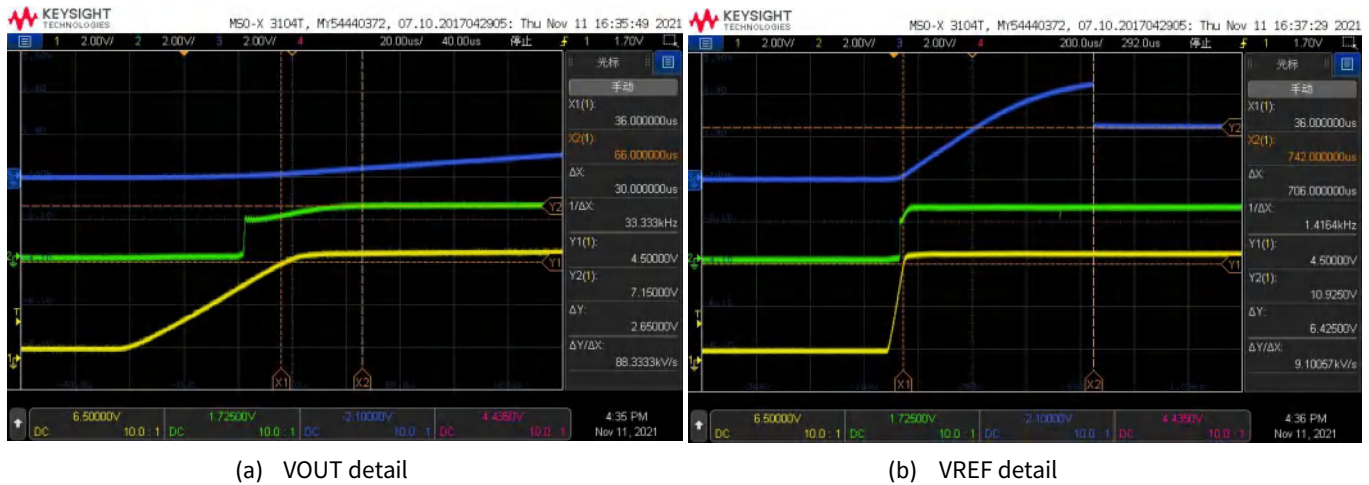 KEYSIGHT
TECHNOLOGIES
MSO-X 3104T, MY54440372, 07.10.2017042905: Thu Nov 11 16:35:49 2021
1 2.00V/ 2 2.00V/ 3 2.00V/ 4 20.00us/ 40.00us 停止 1 1.70V
光标
手动
X1(1):
36.000000us
X2(1):
66.000000us
ΔX:
30.000000us
1/ΔX:
33.333kHz
Y1(1):
4.50000V
Y2(1):
7.15000V
ΔY:
2.65000V
ΔY/ΔX:
88.3333kV/s
Y2
Y1
X1
X2
6.50000V 1.72500V -2.10000V 4.4350V
DC 10.0 : 1 DC 10.0 : 1 DC 10.0 : 1 DC 10.0 : 1
4:35 PM
Nov 11, 2021
(a) VOUT detail
KEYSIGHT
TECHNOLOGIES
MSO-X 3104T, MY54440372, 07.10.2017042905: Thu Nov 11 16:37:29 2021
1 2.00V/ 2 2.00V/ 3 2.00V/ 4 200.0us/ 292.0us 停止 1 1.70V
光标
手动
X1(1):
36.000000us
X2(1):
742.000000us
ΔX:
706.000000us
1/ΔX:
1.4164kHz
Y1(1):
4.50000V
Y2(1):
10.9250V
ΔY:
6.42500V
ΔY/ΔX:
9.10057kV/s
Y2
Y1
X1
X2
6.50000V 1.72500V -2.10000V 4.4350V
DC 10.0 : 1 DC 10.0 : 1 DC 10.0 : 1 DC 10.0 : 1
4:36 PM
Nov 11, 2021
(b) VREF detail